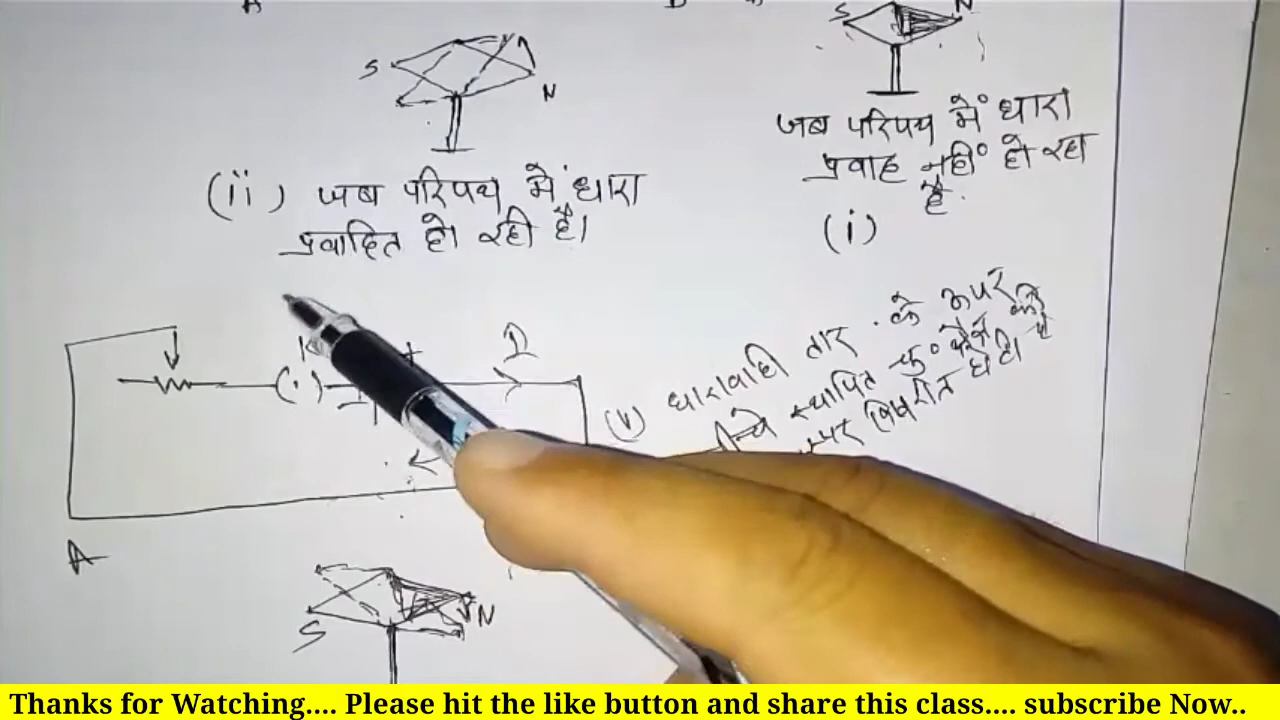 S
N
S
N
(ii) जब परिपथ में धारा
प्रवाहित हो रही है।
जब परिपथ में धारा
प्रवाह नहीं हो रहा
है.
(i)
K
+
D
(v) धारावाही तार के ऊपर
स्थापित
विपरीत होती है
A
S
N
Thanks for Watching.... Please hit the like button and share this class.... subscribe Now..